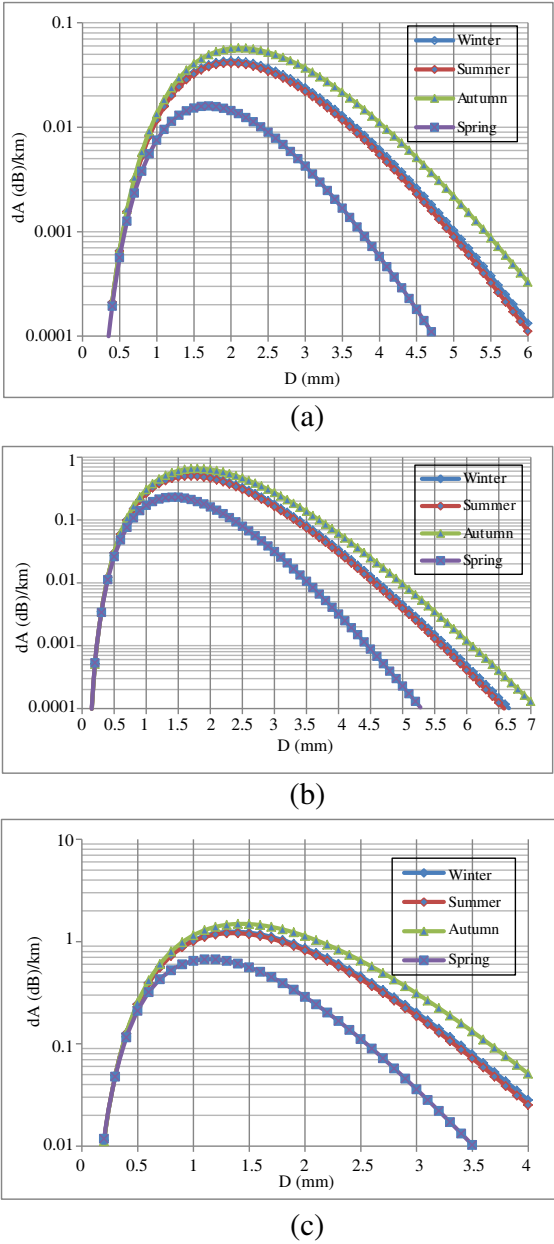 0.1
0.01
0.001
0.0001
dA (dB)/km)
Winter
Summer
Autumn
Spring
0 0.5 1 1.5 2 2.5 3 3.5 4 4.5 5 5.5 6
D (mm)
(a)
1
0.1
0.01
0.001
0.0001
dA (dB)/km)
Winter
Summer
Autumn
Spring
0 0.5 1 1.5 2 2.5 3 3.5 4 4.5 5 5.5 6 6.5 7
D (mm)
(b)
10
1
0.1
0.01
dA (dB)/km)
Winter
Summer
Autumn
Spring
0 0.5 1 1.5 2 2.5 3 3.5 4
D (mm)
(c)